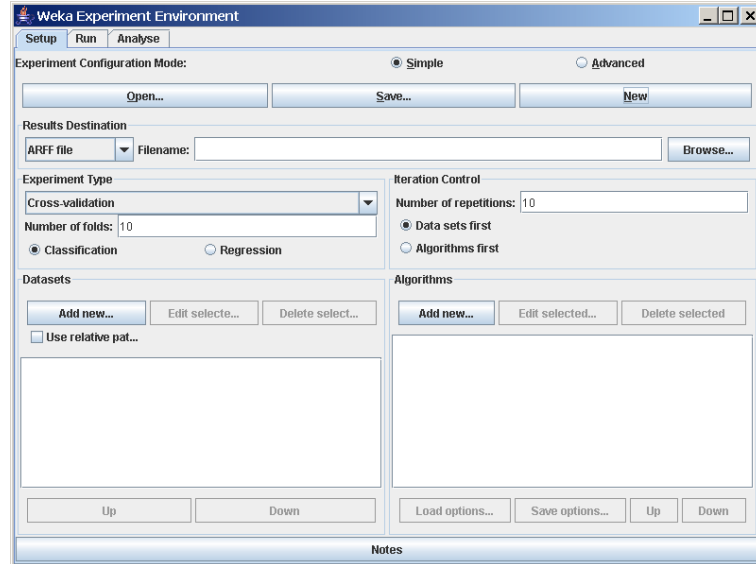 Weka Experiment Environment
Setup Run Analyse
Experiment Configuration Mode: Simple Advanced
Open... Save... New
Results Destination
ARFF file Filename: Browse...
Experiment Type
Cross-validation
Number of folds: 10
Classification Regression
Iteration Control
Number of repetitions: 10
Data sets first
Algorithms first
Datasets
Add new... Edit selecte... Delete select...
Use relative pat...
Up Down
Algorithms
Add new... Edit selected... Delete selected
Load options... Save options... Up Down
Notes